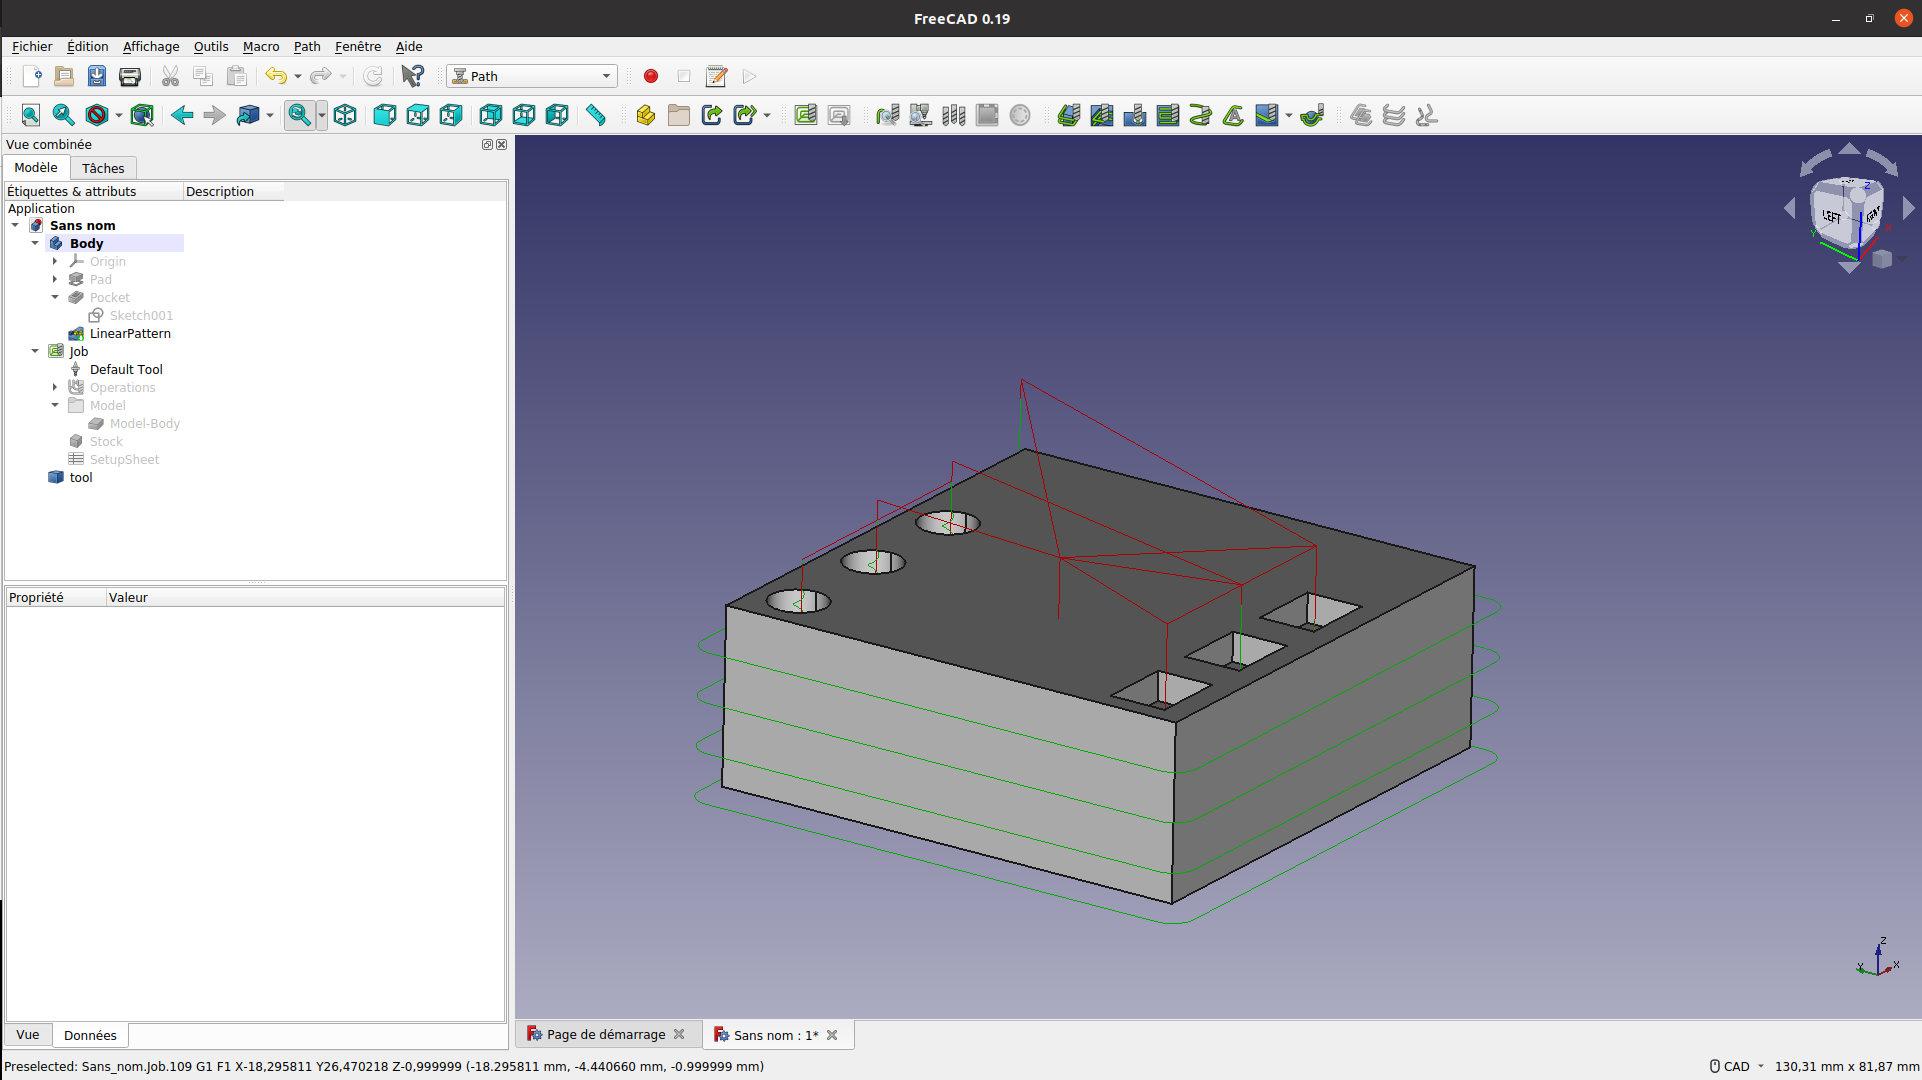 FreeCAD 0.19
Fichier Édition Affichage Outils Macro Path Fenêtre Aide
Path
Vue combinée
Modèle Tâches
Étiquettes & attributs Description
Application
Sans nom
Body
Origin
Pad
Pocket
Sketch001
LinearPattern
Job
Default Tool
Operations
Model
Model-Body
Stock
SetupSheet
tool
Propriété Valeur
Vue Données
LEFT
Z
Z
X
Page de démarrage Sans nom : 1*
Preselected: Sans_nom.Job.109 G1 F1 X-18,295811 Y26,470218 Z-0,999999 (-18.295811 mm, -4.440660 mm, -0.999999 mm)
CAD 130,31 mm x 81,87 mm